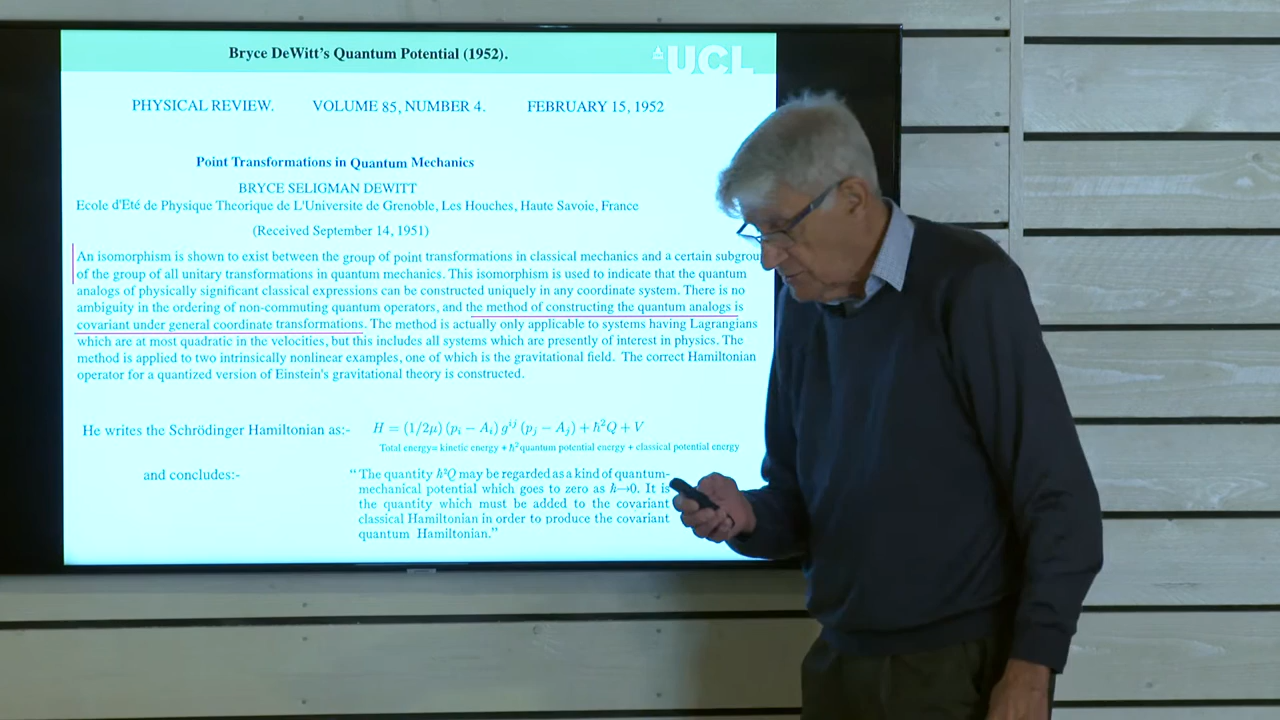 Bryce DeWitt's Quantum Potential (1952).
UCL
PHYSICAL REVIEW. VOLUME 85, NUMBER 4. FEBRUARY 15, 1952
Point Transformations in Quantum Mechanics
BRYCE SELIGMAN DEWITT
Ecole d'Eté de Physique Theorique de L'Universite de Grenoble, Les Houches, Haute Savoie, France
(Received September 14, 1951)
An isomorphism is shown to exist between the group of point transformations in classical mechanics and a certain subgrou
of the group of all unitary transformations in quantum mechanics. This isomorphism is used to indicate that the quantum
analogs of physically significant classical expressions can be constructed uniquely in any coordinate system. There is no
ambiguity in the ordering of non-commuting quantum operators, and the method of constructing the quantum analogs is
covariant under general coordinate transformations. The method is actually only applicable to systems having Lagrangians
which are at most quadratic in the velocities, but this includes all systems which are presently of interest in physics. The
method is applied to two intrinsically nonlinear examples, one of which is the gravitational field. The correct Hamiltonian
operator for a quantized version of Einstein's gravitational theory is constructed.
He writes the Schrödinger Hamiltonian as:- H = (1/2μ) (pᵢ − Aᵢ) gⁱʲ (pⱼ − Aⱼ) + ħ²Q + V
Total energy= kinetic energy + ħ²quantum potential energy + classical potential energy
and concludes:- "The quantity ħ²Q may be regarded as a kind of quantum-
mechanical potential which goes to zero as ħ→0. It is
the quantity which must be added to the covariant
classical Hamiltonian in order to produce the covariant
quantum Hamiltonian."